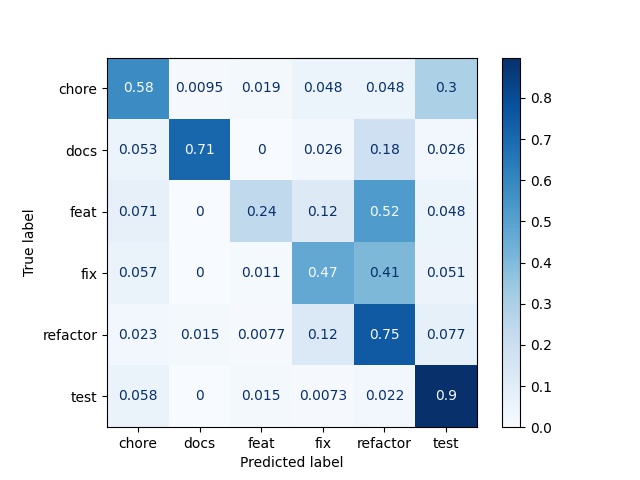 chore 0.58 0.0095 0.019 0.048 0.048 0.3
docs 0.053 0.71 0 0.026 0.18 0.026
feat 0.071 0 0.24 0.12 0.52 0.048
fix 0.057 0 0.011 0.47 0.41 0.051
refactor 0.023 0.015 0.0077 0.12 0.75 0.077
test 0.058 0 0.015 0.0073 0.022 0.9
True label
chore docs feat fix refactor test
Predicted label
0.8
0.7
0.6
0.5
0.4
0.3
0.2
0.1
0.0